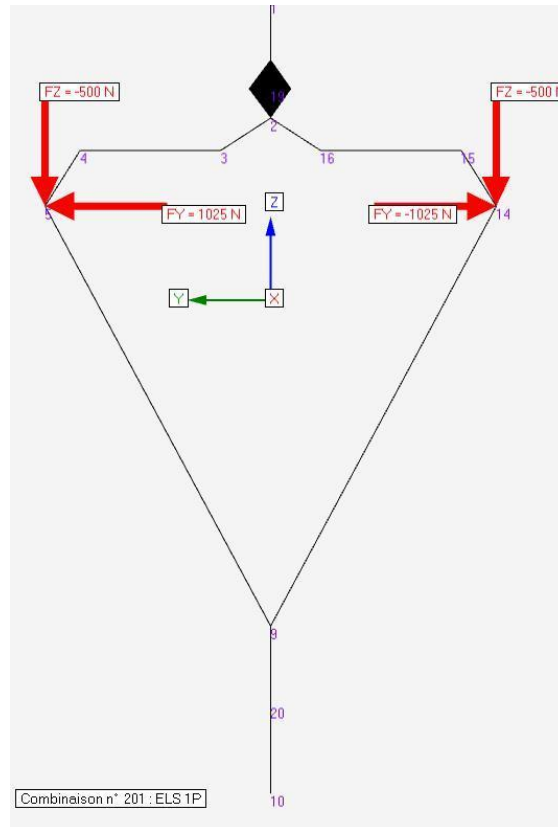 1
FZ = -500 N
FZ = -500 N
19
2
4
3
16
15
5
FY = 1025 N
FY = -1025 N
14
Z
Y
X
9
20
10
Combinaison n° 201 : ELS 1P